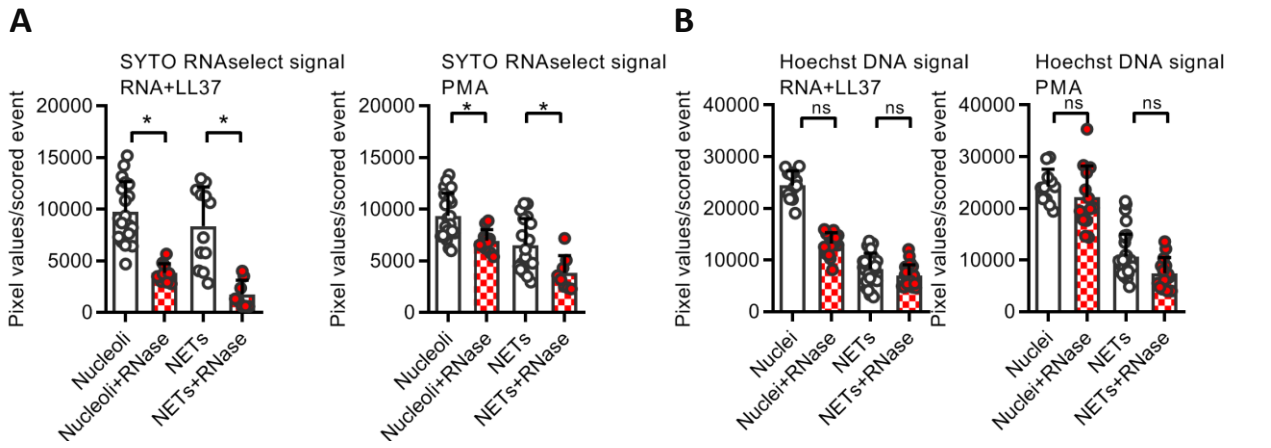 A
B
SYTO RNAselect signal
RNA+LL37
Pixel values/scored event
20000
15000
10000
5000
0
*
*
Nucleoli
Nucleoli+RNase
NETs
NETs+RNase
SYTO RNAselect signal
PMA
Pixel values/scored event
20000
15000
10000
5000
0
*
*
Nucleoli
Nucleoli+RNase
NETs
NETs+RNase
Hoechst DNA signal
RNA+LL37
Pixel values/scored event
40000
30000
20000
10000
0
ns
ns
Nuclei
Nuclei+RNase
NETs
NETs+RNase
Hoechst DNA signal
PMA
Pixel values/scored event
40000
30000
20000
10000
0
ns
ns
Nuclei
Nuclei+RNase
NETs
NETs+RNase